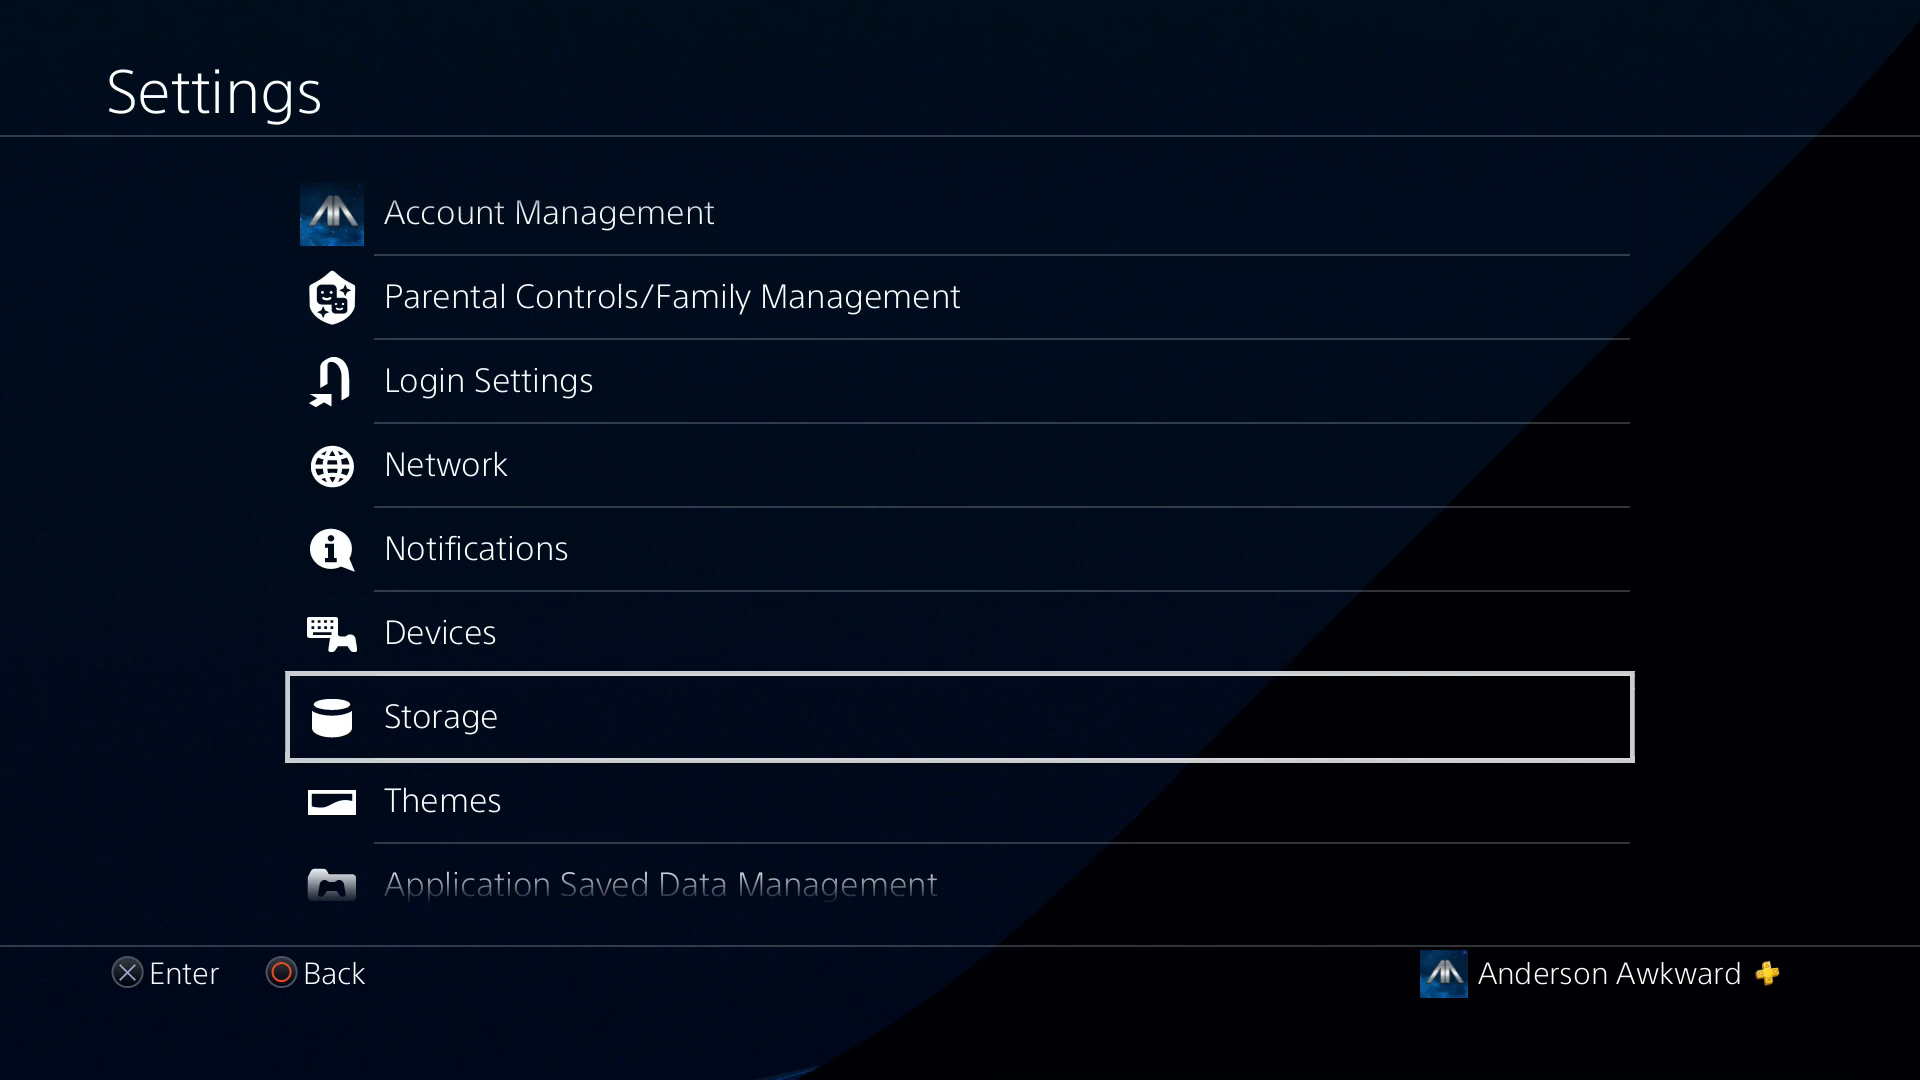 Settings
Account Management
Parental Controls/Family Management
Login Settings
Network
Notifications
Devices
Storage
Themes
Application Saved Data Management
Enter Back Anderson Awkward